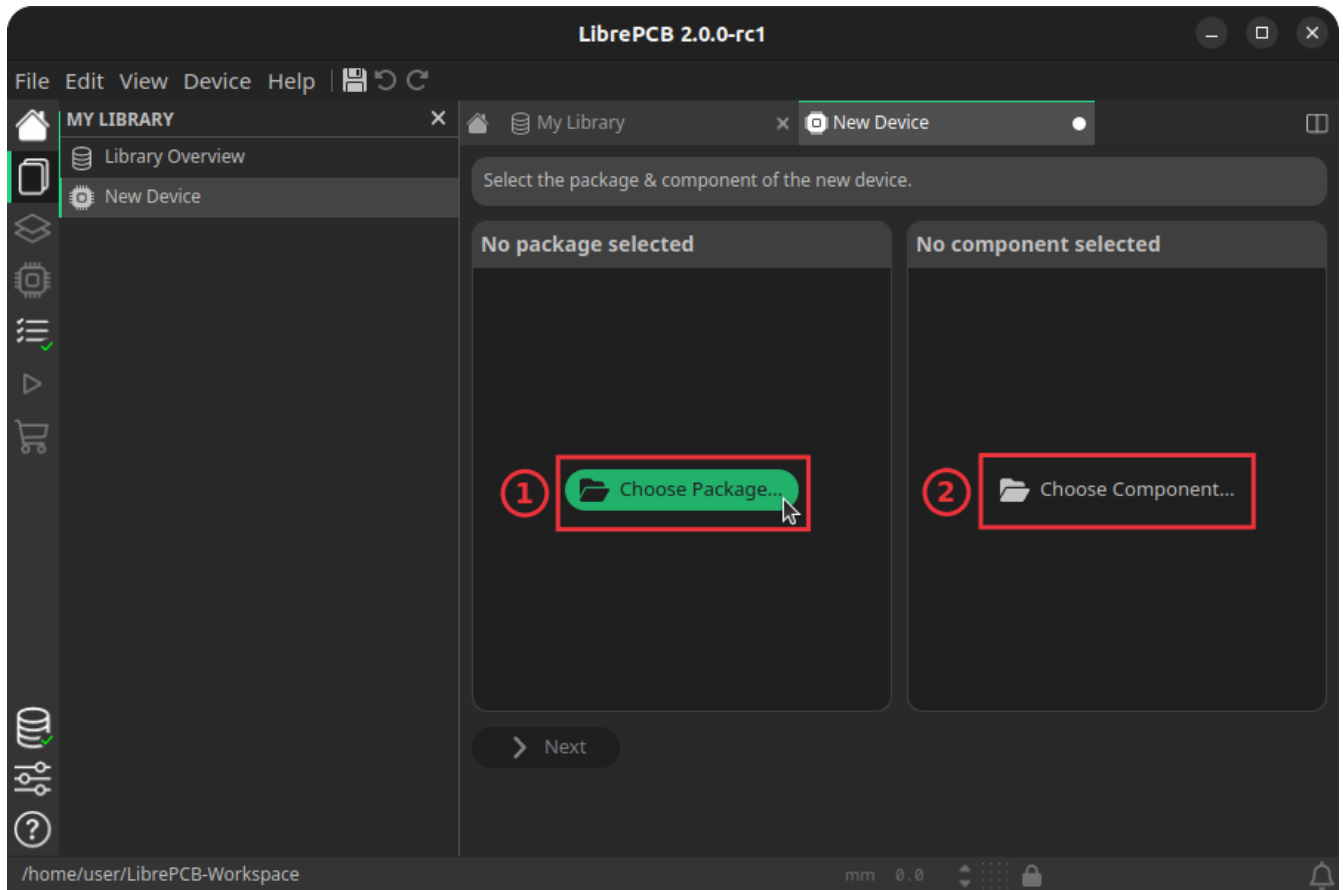 LibrePCB 2.0.0-rc1
File Edit View Device Help
MY LIBRARY
My Library
New Device
Library Overview
New Device
Select the package & component of the new device.
No package selected
No component selected
1
Choose Package...
2
Choose Component...
Next
?
/home/user/LibrePCB-Workspace
mm 0.0